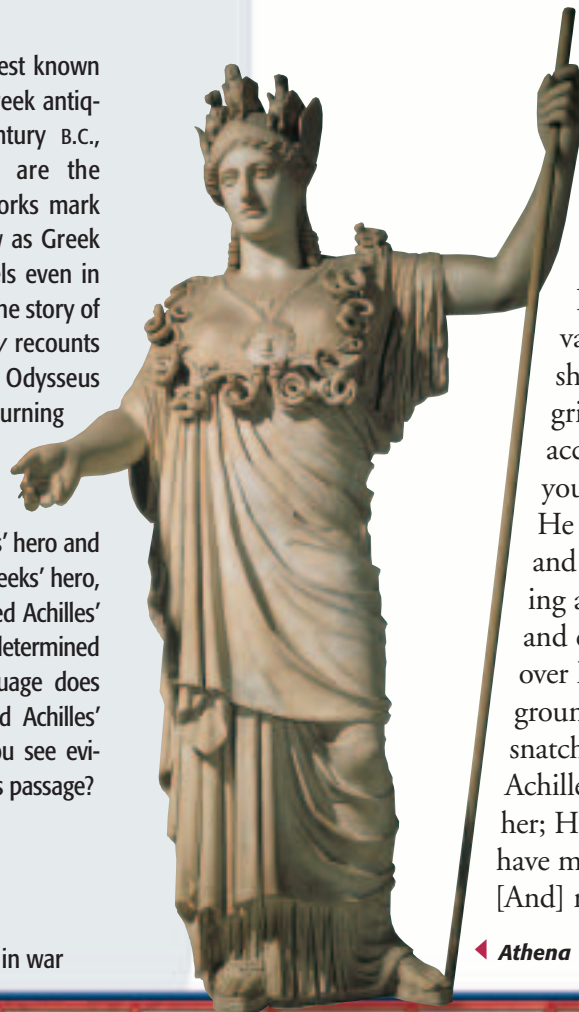 est known
eek antiq-
ntury B.C.,
are the
orks mark
y as Greek
els even in
he story of
y recounts
Odysseus
urning
s' hero and
eeks' hero,
ed Achilles'
determined
uage does
d Achilles'
ou see evi-
s passage?
in war
va
sh
gri
acc
you
He
and
ing a
and
over
groun
snatch
Achille
her; H
have m
[And]
Athena